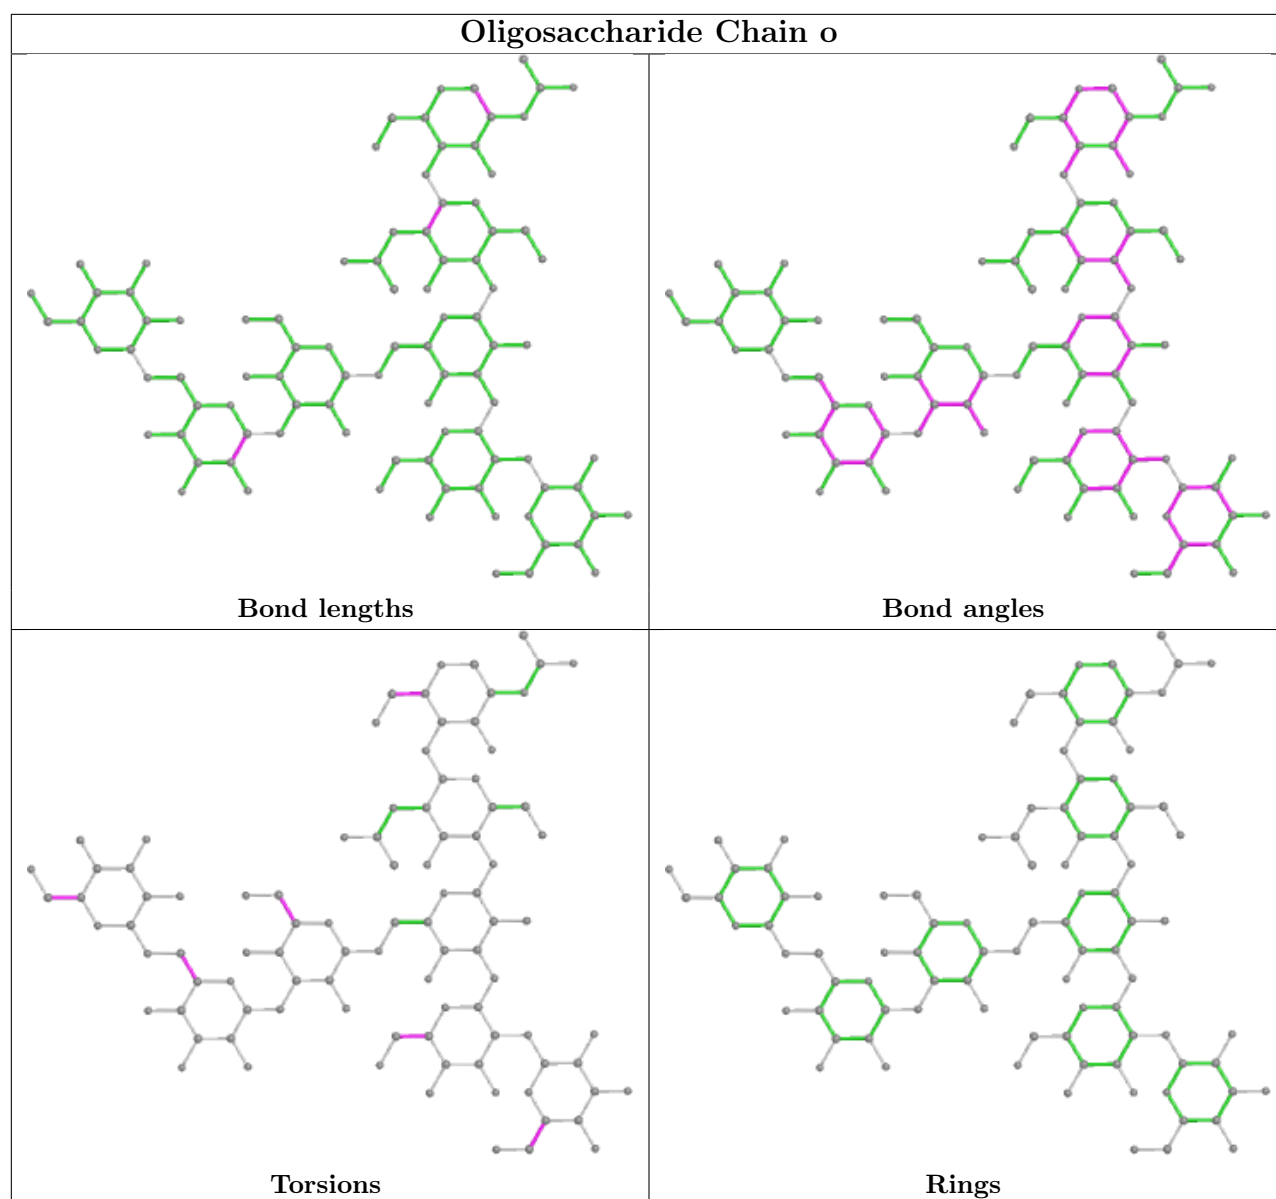 Oligosaccharide Chain o
Bond lengths
Bond angles
Torsions
Rings